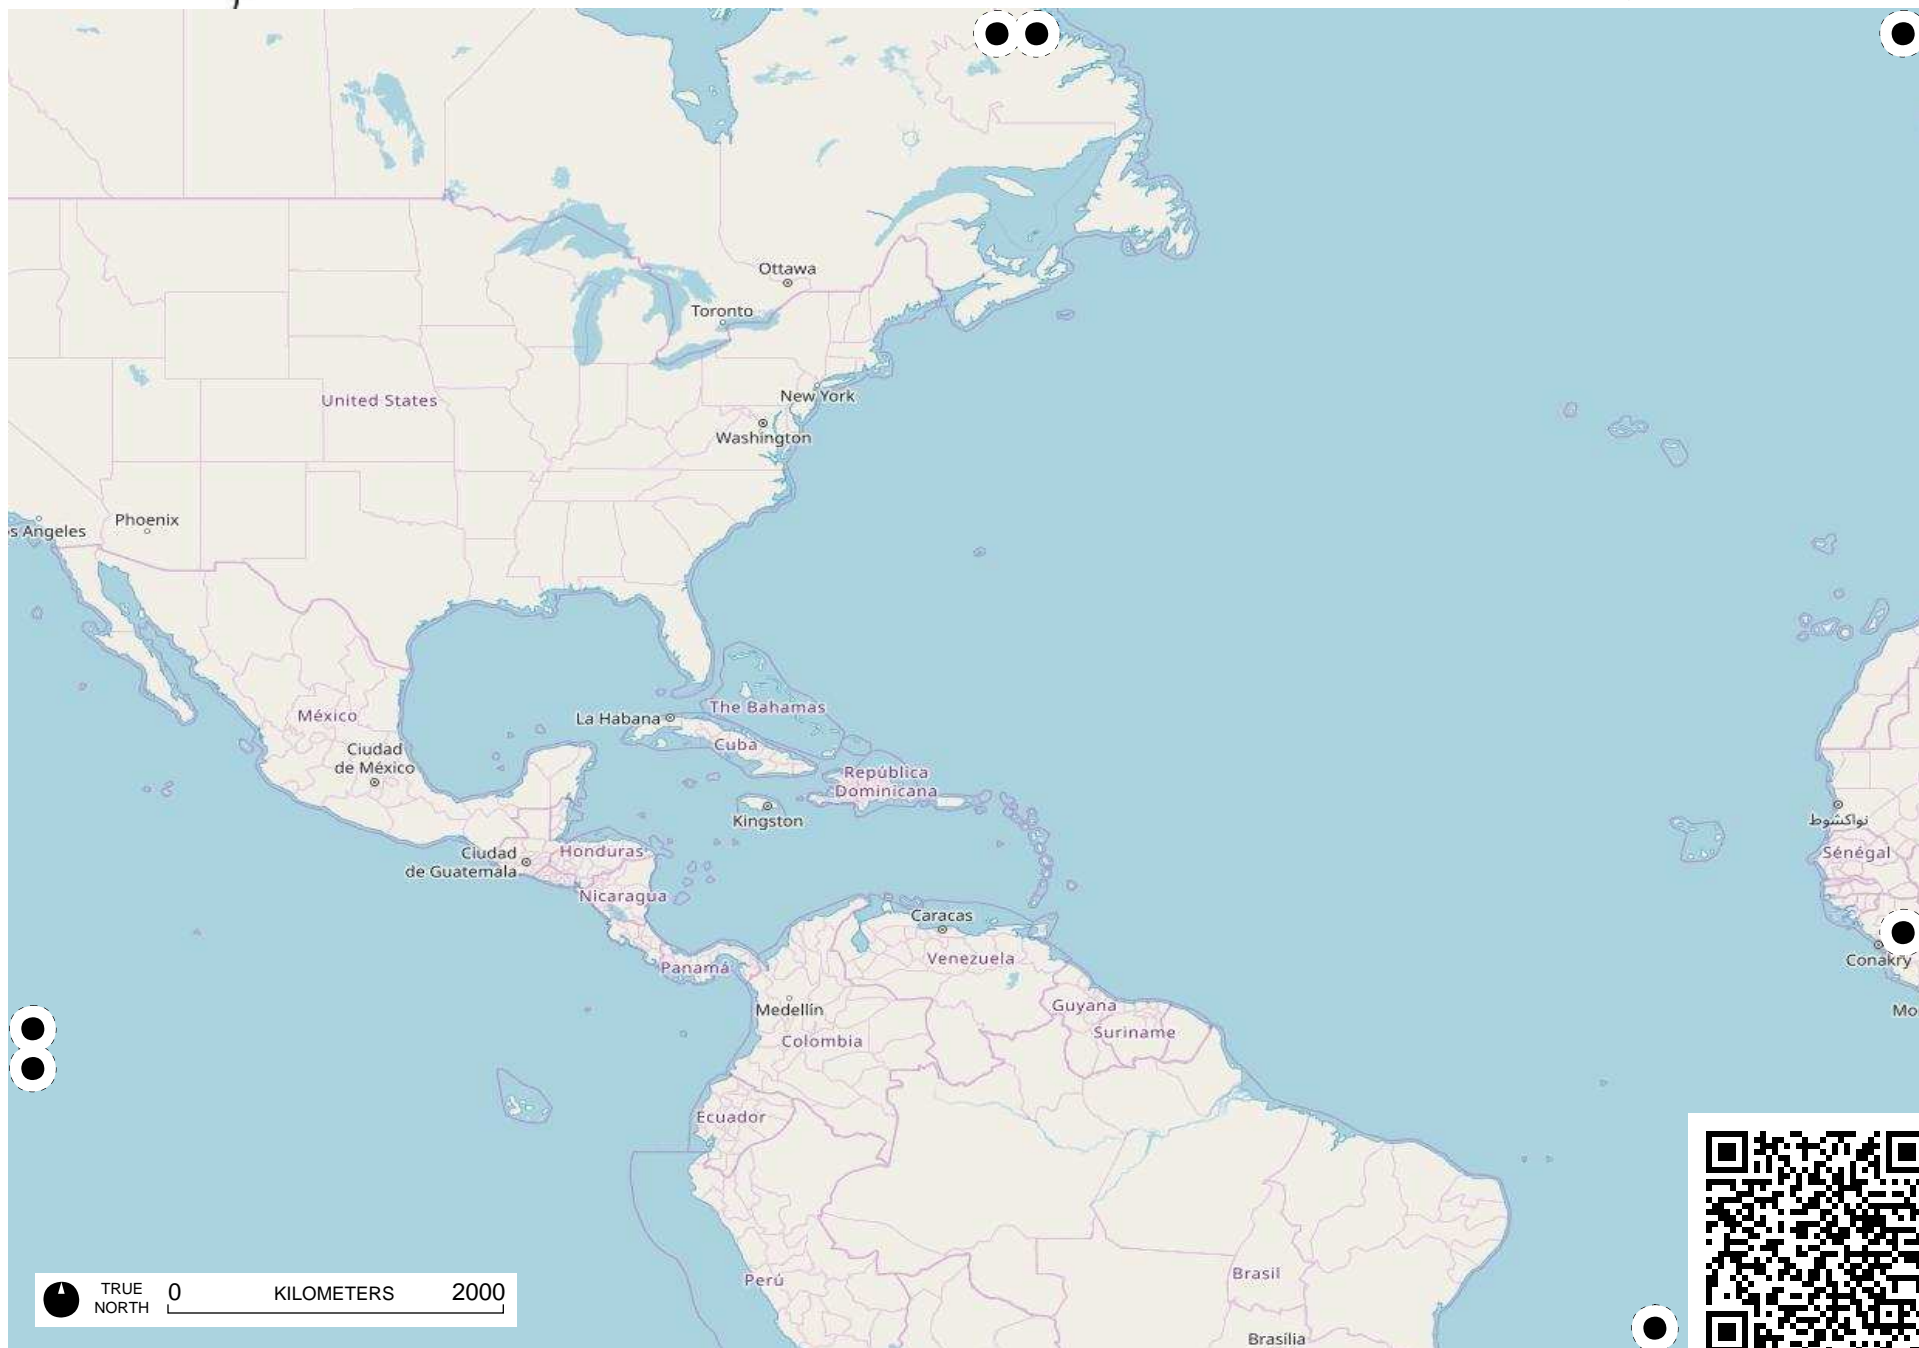 Ottawa
Toronto
New York
United States
Washington
Phoenix
s Angeles
México
La Habana
The Bahamas
Cuba
Ciudad
de México
República
Dominicana
Kingston
نواكشوط
Ciudad
de Guatemala
Honduras
Sénégal
Nicaragua
Caracas
Venezuela
Conakry
Panamá
Medellín
Guyana
Mo
Suriname
Colombia
Ecuador
Perú
Brasil
TRUE
NORTH
0 KILOMETERS 2000
Brasília